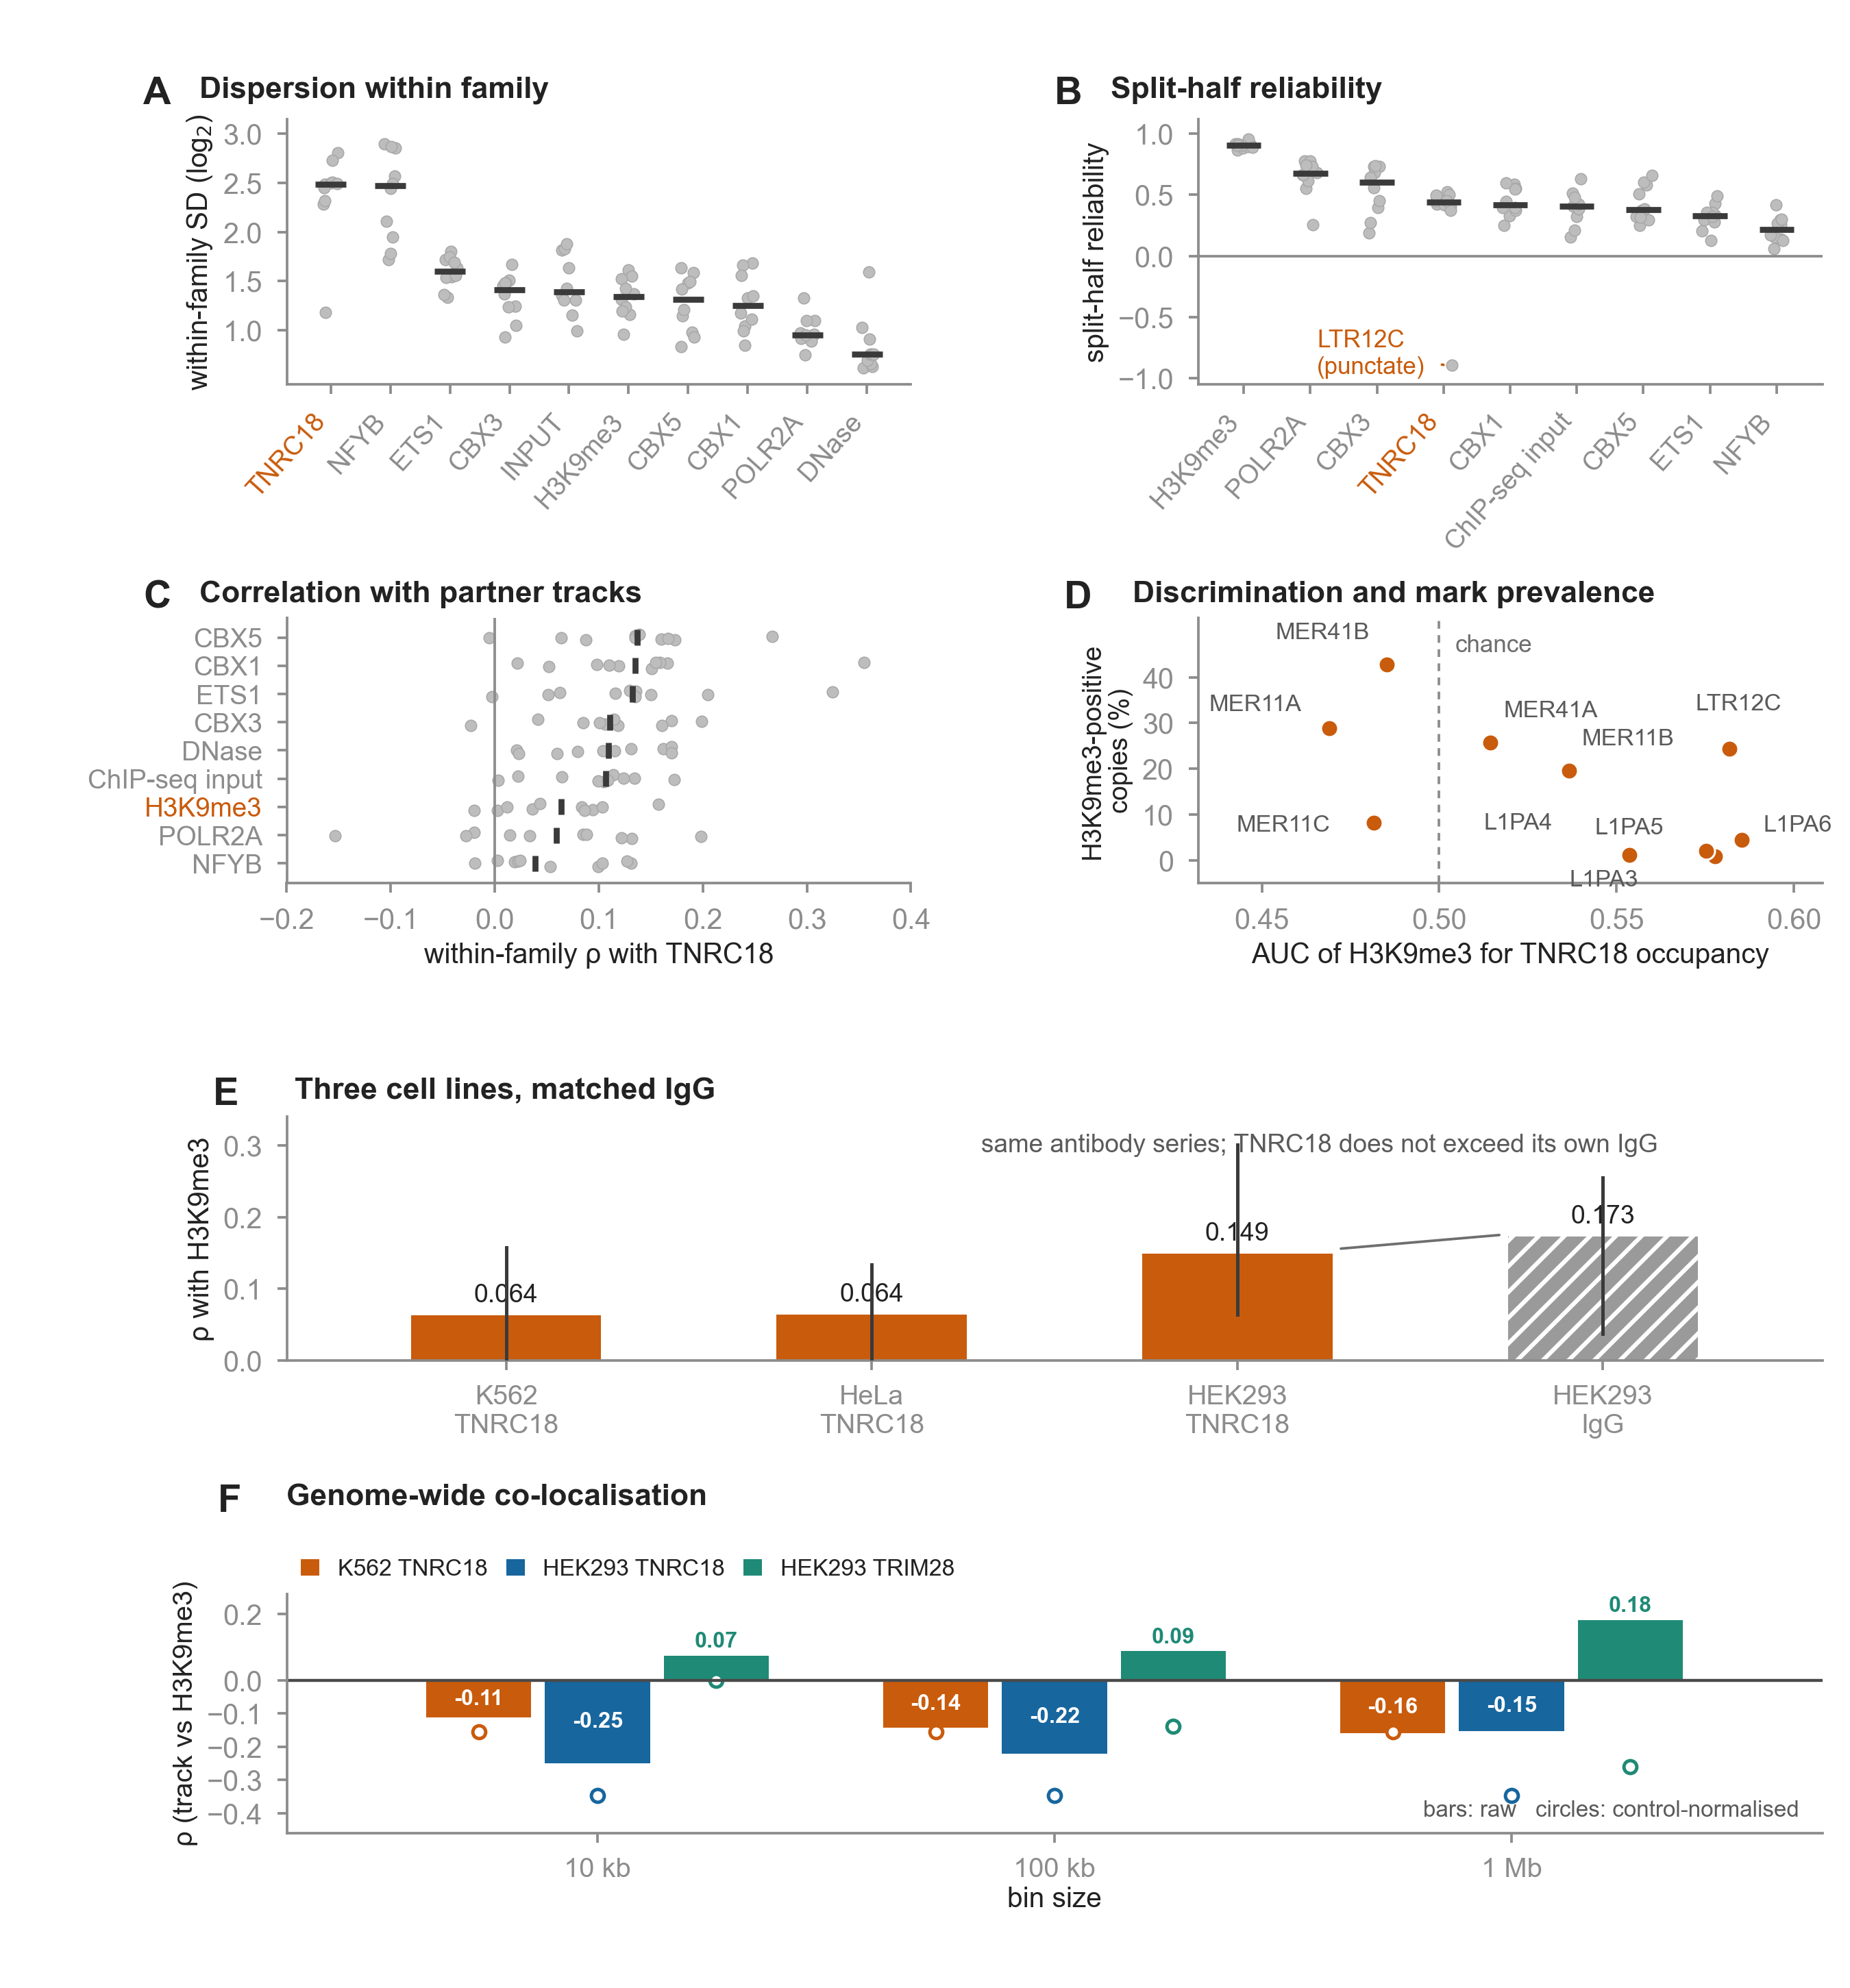 A Dispersion within family
within-family SD (log₂)
3.0
2.5
2.0
1.5
1.0
TNRC18
NFYB
ETS1
CBX3
INPUT
H3K9me3
CBX5
CBX1
POLR2A
DNase
B Split-half reliability
split-half reliability
1.0
0.5
0.0
−0.5
−1.0
LTR12C
(punctate)
H3K9me3
POLR2A
CBX3
TNRC18
CBX1
ChIP-seq input
CBX5
ETS1
NFYB
C Correlation with partner tracks
CBX5
CBX1
ETS1
CBX3
DNase
ChIP-seq input
H3K9me3
POLR2A
NFYB
−0.2 −0.1 0.0 0.1 0.2 0.3 0.4
within-family ρ with TNRC18
D Discrimination and mark prevalence
H3K9me3-positive
copies (%)
40
30
20
10
0
MER41B
chance
MER11A
MER41A
LTR12C
MER11B
MER11C
L1PA4
L1PA5
L1PA6
L1PA3
0.45 0.50 0.55 0.60
AUC of H3K9me3 for TNRC18 occupancy
E Three cell lines, matched IgG
ρ with H3K9me3
0.3
0.2
0.1
0.0
same antibody series; TNRC18 does not exceed its own IgG
0.064
0.064
0.149
0.173
K562
TNRC18
HeLa
TNRC18
HEK293
TNRC18
HEK293
IgG
F Genome-wide co-localisation
K562 TNRC18 HEK293 TNRC18 HEK293 TRIM28
ρ (track vs H3K9me3)
0.2
0.0
−0.1
−0.2
−0.3
−0.4
-0.11
-0.25
0.07
-0.14
-0.22
0.09
-0.16
-0.15
0.18
bars: raw circles: control-normalised
10 kb 100 kb 1 Mb
bin size